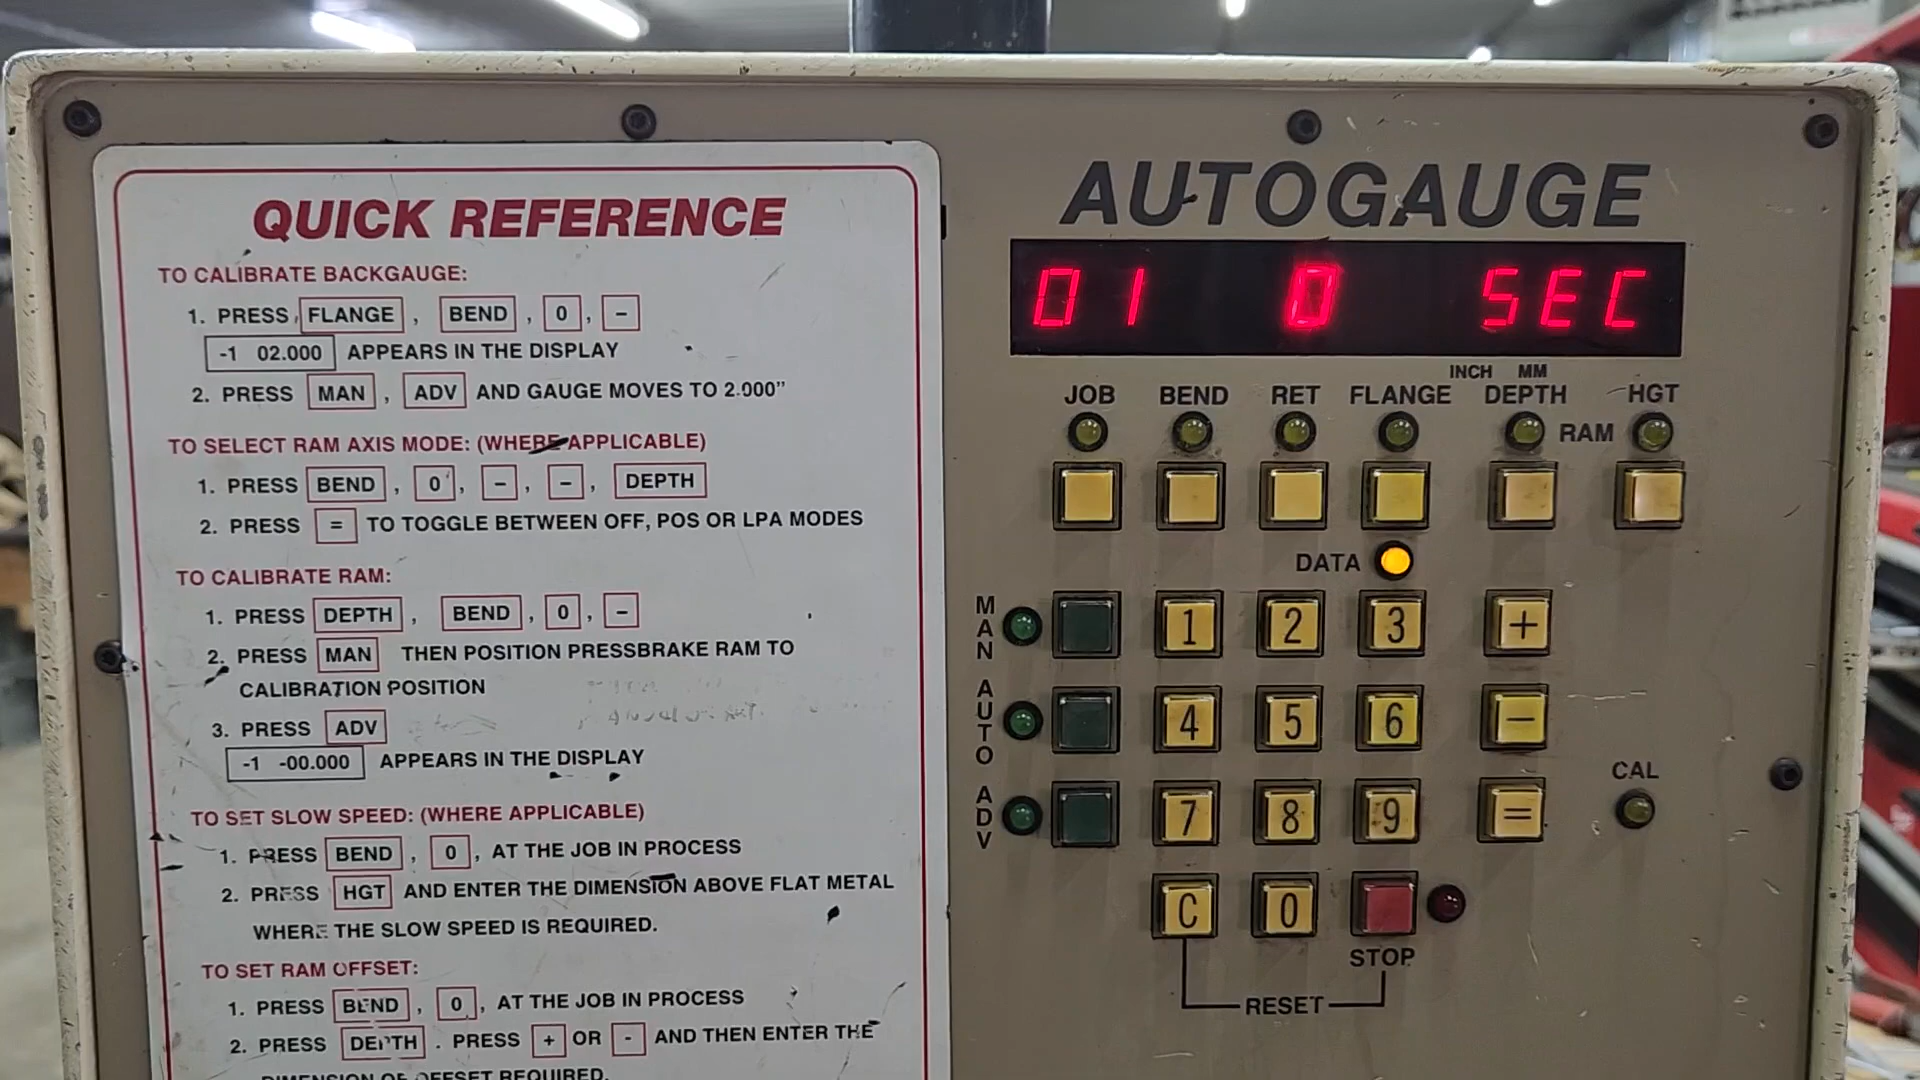 QUICK REFERENCE
TO CALIBRATE BACKGAUGE:
1. PRESS, FLANGE, BEND, 0, -
-1 02.000 APPEARS IN THE DISPLAY
2. PRESS MAN, ADV AND GAUGE MOVES TO 2.000"
TO SELECT RAM AXIS MODE: (WHERE APPLICABLE)
1. PRESS BEND, 0, -, -, DEPTH
2. PRESS = TO TOGGLE BETWEEN OFF, POS OR LPA MODES
TO CALIBRATE RAM:
1. PRESS DEPTH, BEND, 0, -
2. PRESS MAN THEN POSITION PRESSBRAKE RAM TO
CALIBRATION POSITION
3. PRESS ADV
-1 -00.000 APPEARS IN THE DISPLAY
TO SET SLOW SPEED: (WHERE APPLICABLE)
1. PRESS BEND, 0, AT THE JOB IN PROCESS
2. PRESS HGT AND ENTER THE DIMENSION ABOVE FLAT METAL
WHERE THE SLOW SPEED IS REQUIRED.
TO SET RAM OFFSET:
1. PRESS BEND, 0, AT THE JOB IN PROCESS
2. PRESS DEPTH. PRESS + OR - AND THEN ENTER THE
DIMENSION OF OFFSET REQUIRED.
AUTOGAUGE
01 0 SEC
INCH MM
JOB BEND RET FLANGE DEPTH RAM HGT
DATA
MAN 1 2 3 +
AUTO 4 5 6 -
ADV 7 8 9 =
CAL
C 0
STOP
RESET